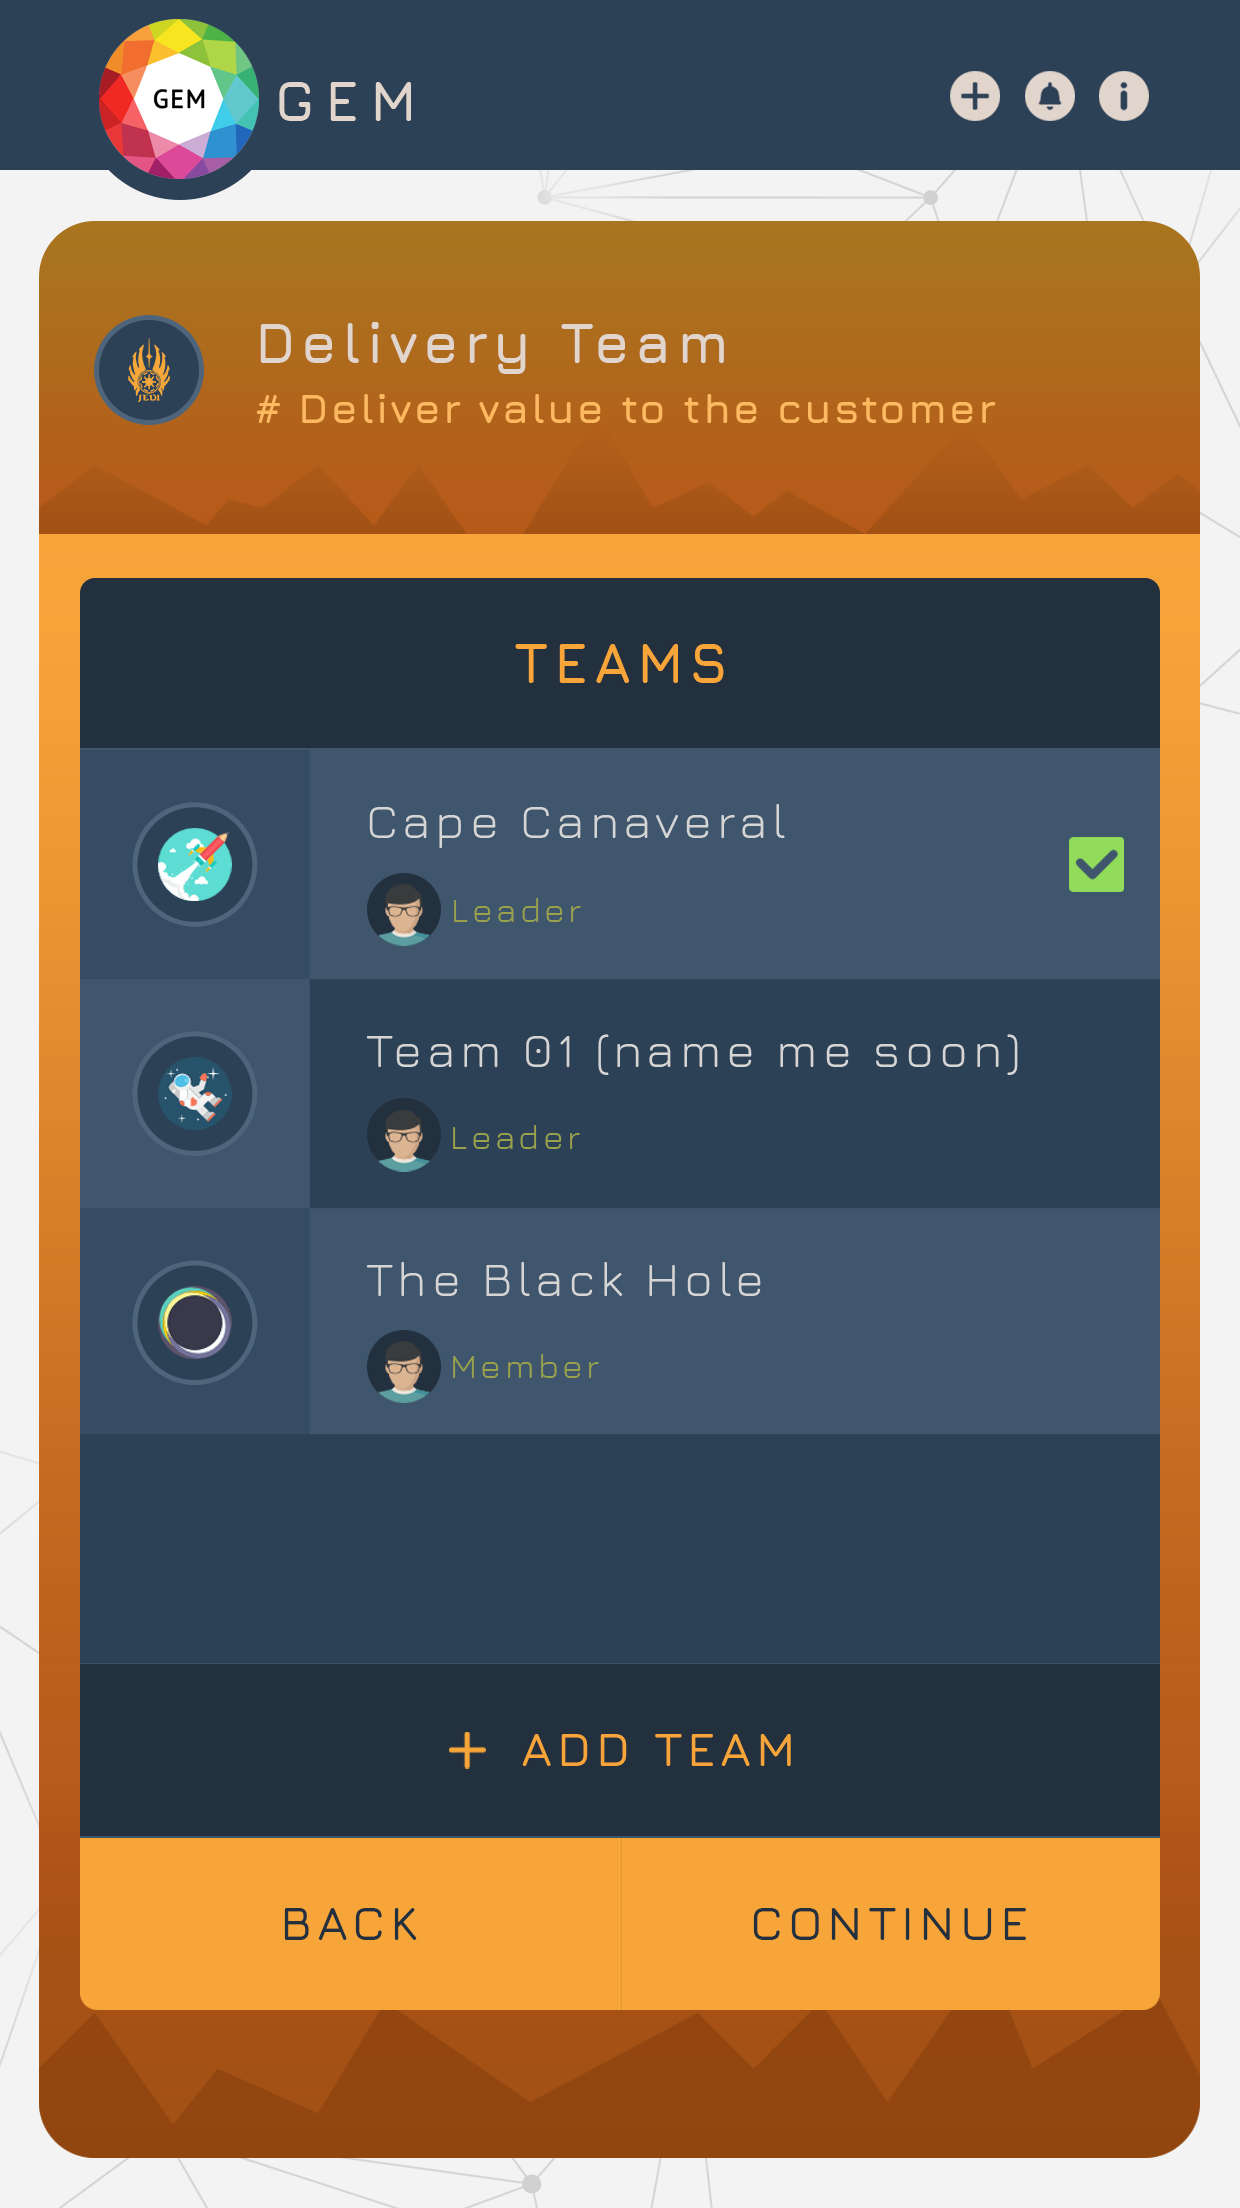 GEM
GEM
Delivery Team
# Deliver value to the customer
JEDI
TEAMS
Cape Canaveral
Leader
Team 01 (name me soon)
Leader
The Black Hole
Member
+ ADD TEAM
BACK
CONTINUE